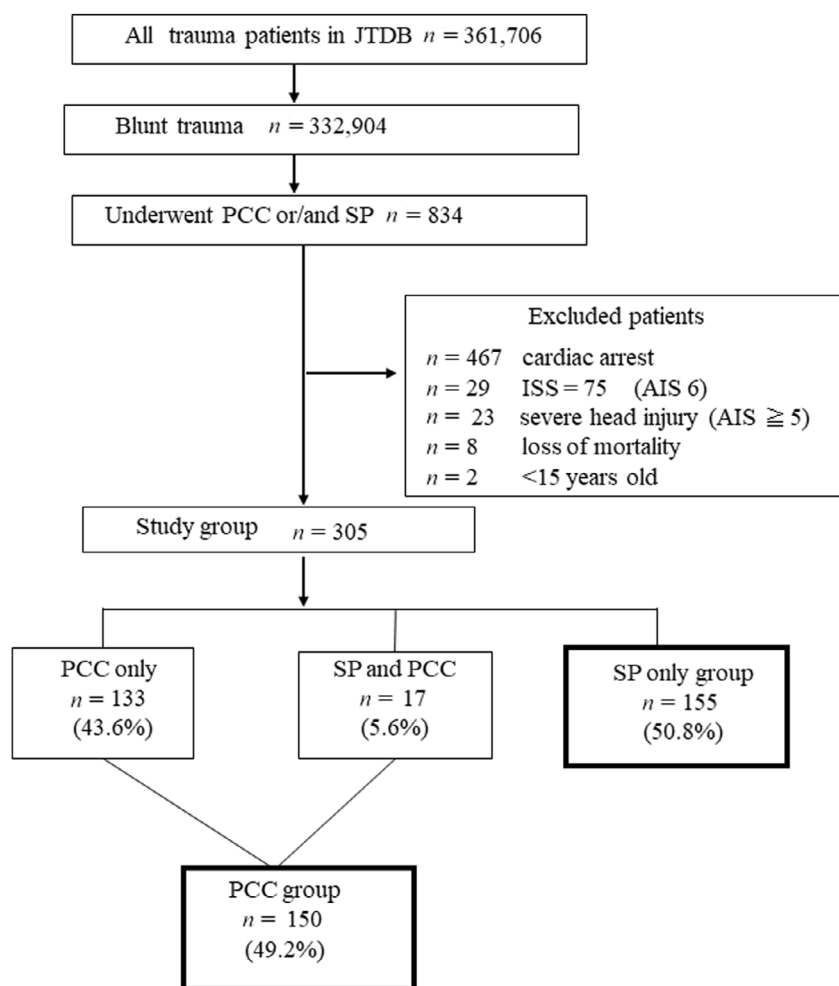 All trauma patients in JTDB n = 361,706
Blunt trauma n = 332,904
Underwent PCC or/and SP n = 834
Excluded patients
n = 467 cardiac arrest
n = 29 ISS = 75 (AIS 6)
n = 23 severe head injury (AIS ≧ 5)
n = 8 loss of mortality
n = 2 <15 years old
Study group n = 305
PCC only
n = 133
(43.6%)
SP and PCC
n = 17
(5.6%)
SP only group
n = 155
(50.8%)
PCC group
n = 150
(49.2%)